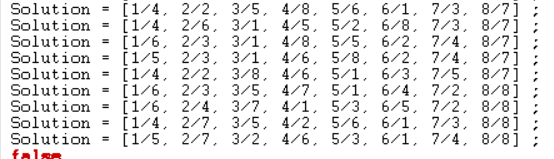 Solution = [1/4, 2/2, 3/5, 4/8, 5/6, 6/1, 7/3, 8/7] ;
Solution = [1/4, 2/6, 3/1, 4/5, 5/2, 6/8, 7/3, 8/7] ;
Solution = [1/6, 2/3, 3/1, 4/8, 5/5, 6/2, 7/4, 8/7] ;
Solution = [1/5, 2/3, 3/1, 4/6, 5/8, 6/2, 7/4, 8/7] ;
Solution = [1/4, 2/2, 3/8, 4/6, 5/1, 6/3, 7/5, 8/7] ;
Solution = [1/6, 2/3, 3/5, 4/7, 5/1, 6/4, 7/2, 8/8] ;
Solution = [1/6, 2/4, 3/7, 4/1, 5/3, 6/5, 7/2, 8/8] ;
Solution = [1/4, 2/7, 3/5, 4/2, 5/6, 6/1, 7/3, 8/8] ;
Solution = [1/5, 2/7, 3/2, 4/6, 5/3, 6/1, 7/4, 8/8] ;
false